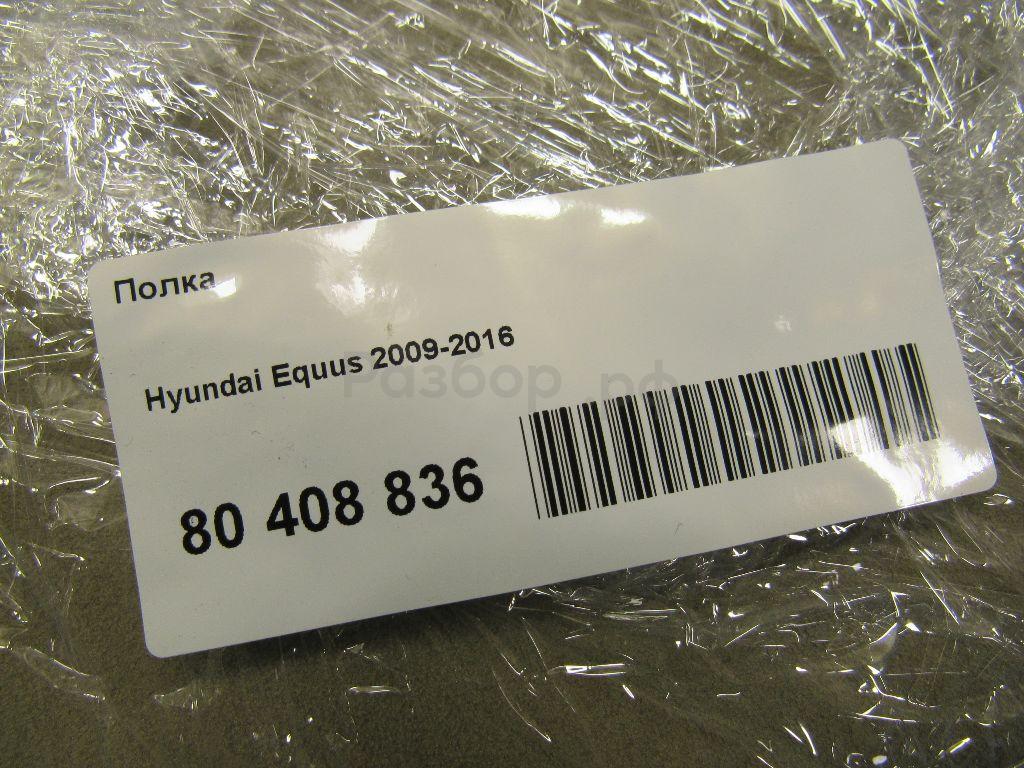 Полка
Hyundai Equus 2009-2016
Разбор.рф
80 408 836